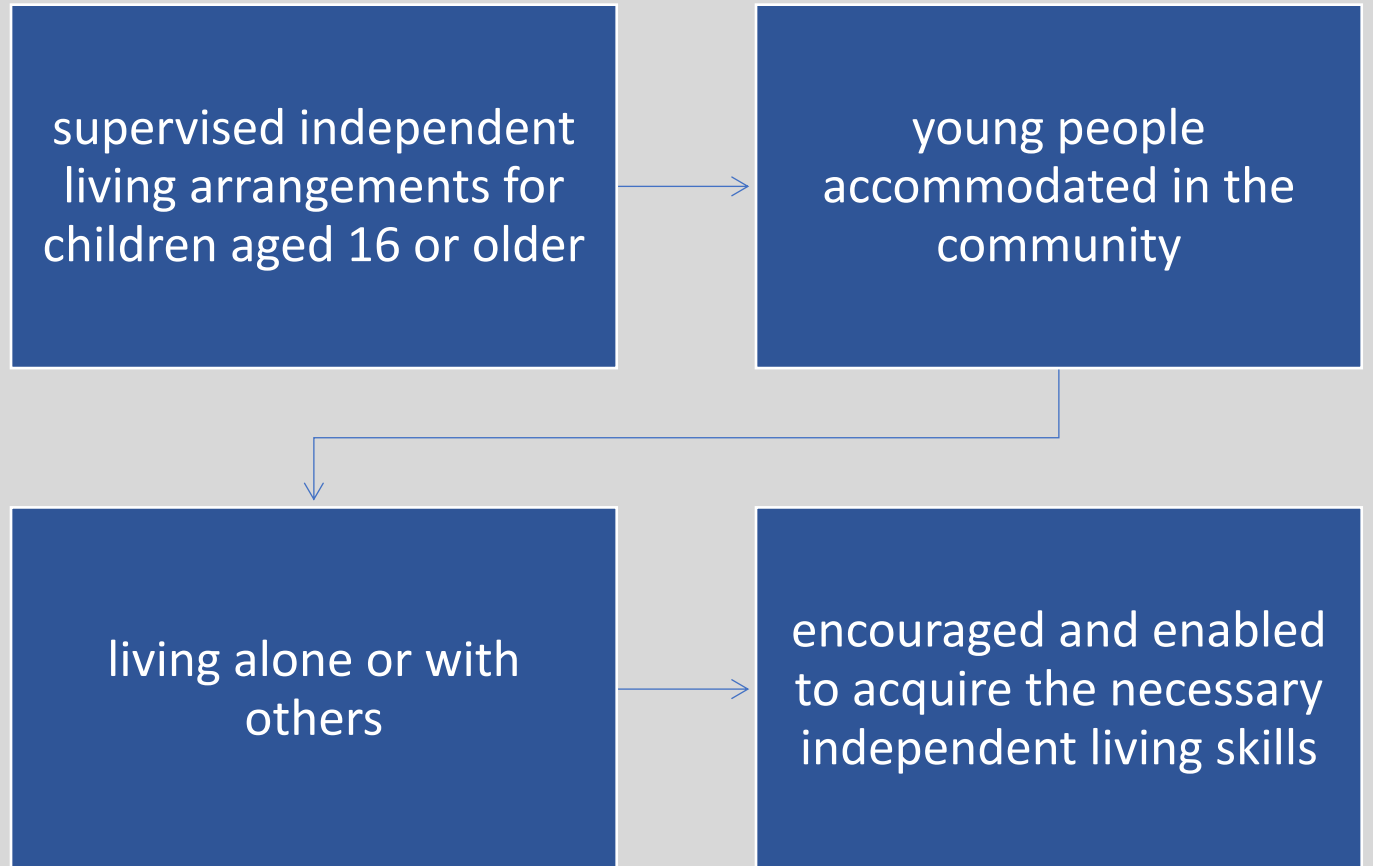 supervised independent
living arrangements for
children aged 16 or older
young people
accommodated in the
community
living alone or with
others
encouraged and enabled
to acquire the necessary
independent living skills